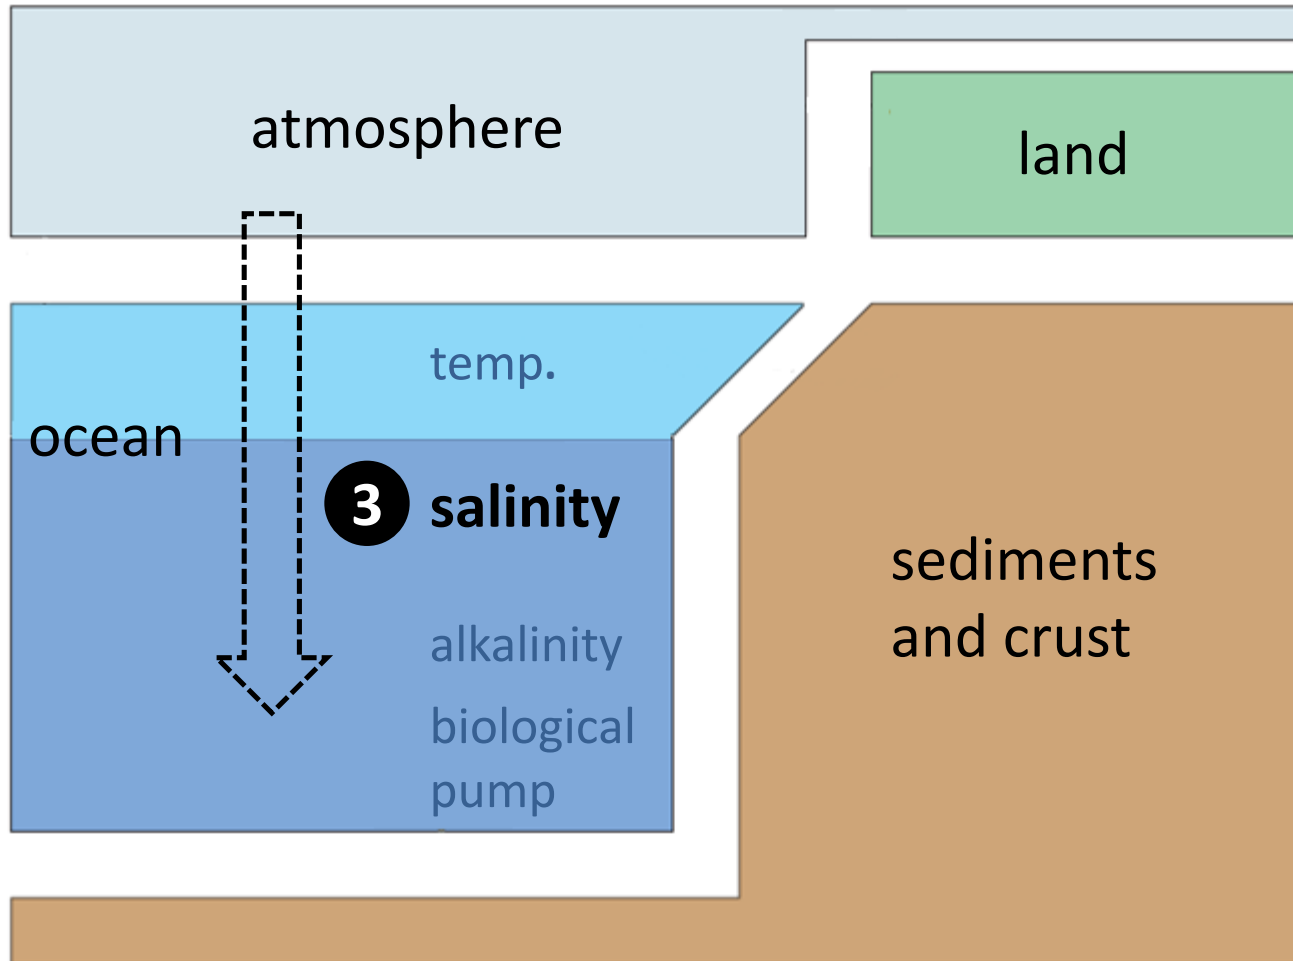 atmosphere
land
temp.
ocean
3 salinity
sediments
and crust
alkalinity
biological
pump